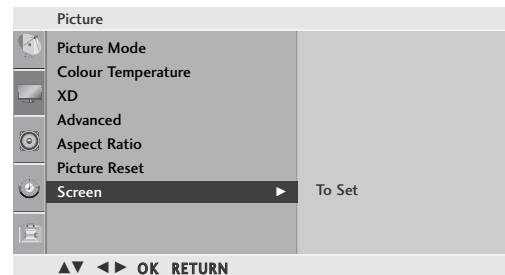 Picture
Picture Mode
Colour Temperature
XD
Advanced
Aspect Ratio
Picture Reset
Screen ► To Set
▲▼ ◄► OK RETURN